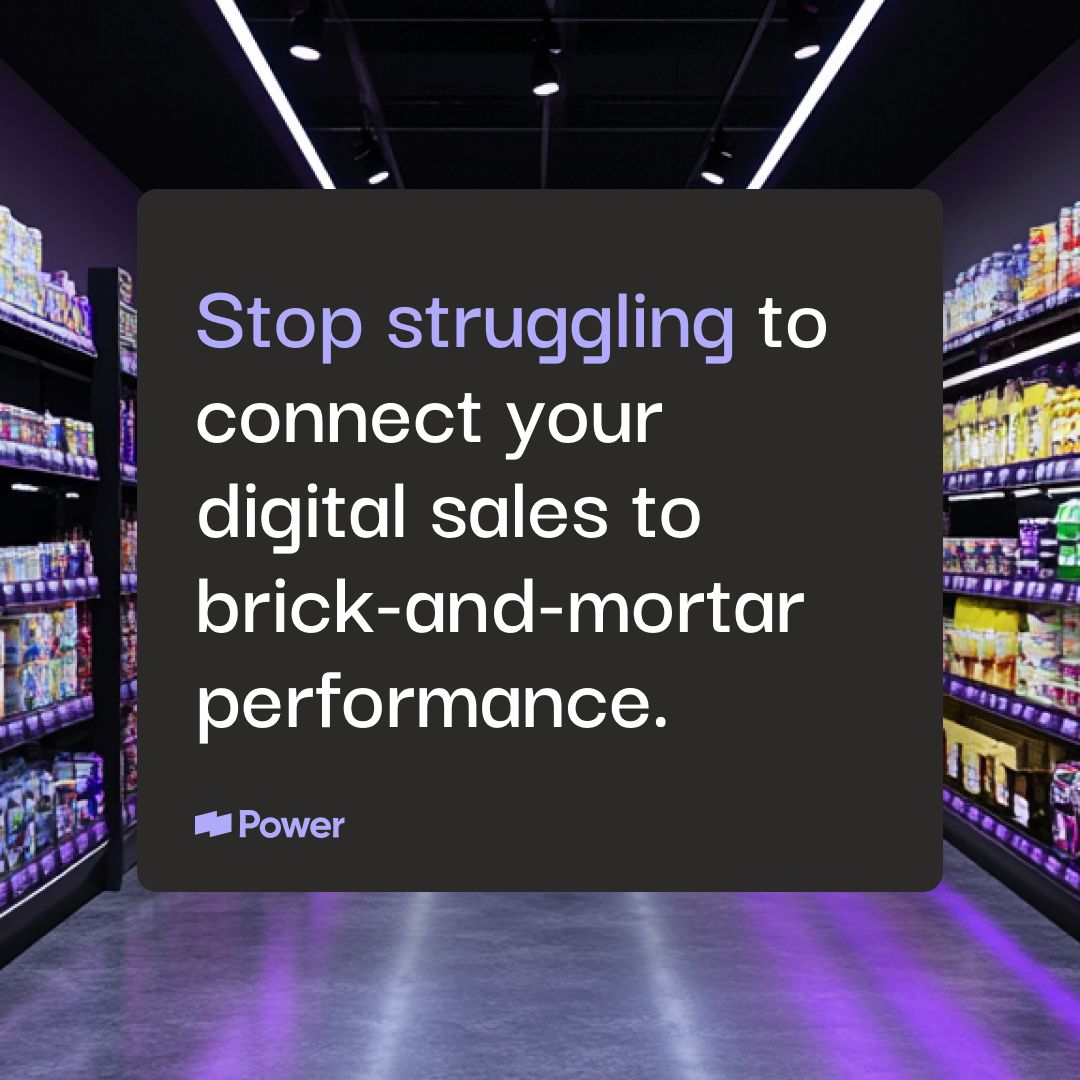 Stop struggling to
connect your
digital sales to
brick-and-mortar
performance.
Power